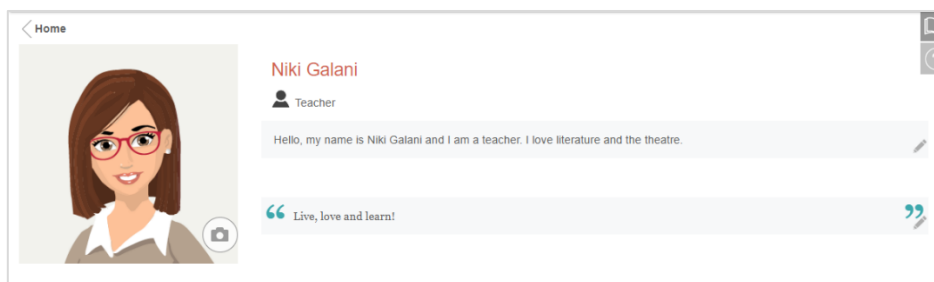 Home
Niki Galani
Teacher
Hello, my name is Niki Galani and I am a teacher. I love literature and the theatre.
“ Live, love and learn! ”